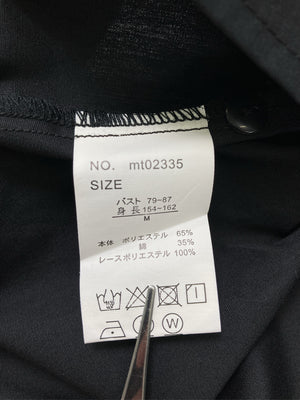 NO. mt02335
SIZE
バスト 79~87
身 長 154~162
M
本体 ポリエステル 65%
綿 35%
レースポリエステル 100%
W